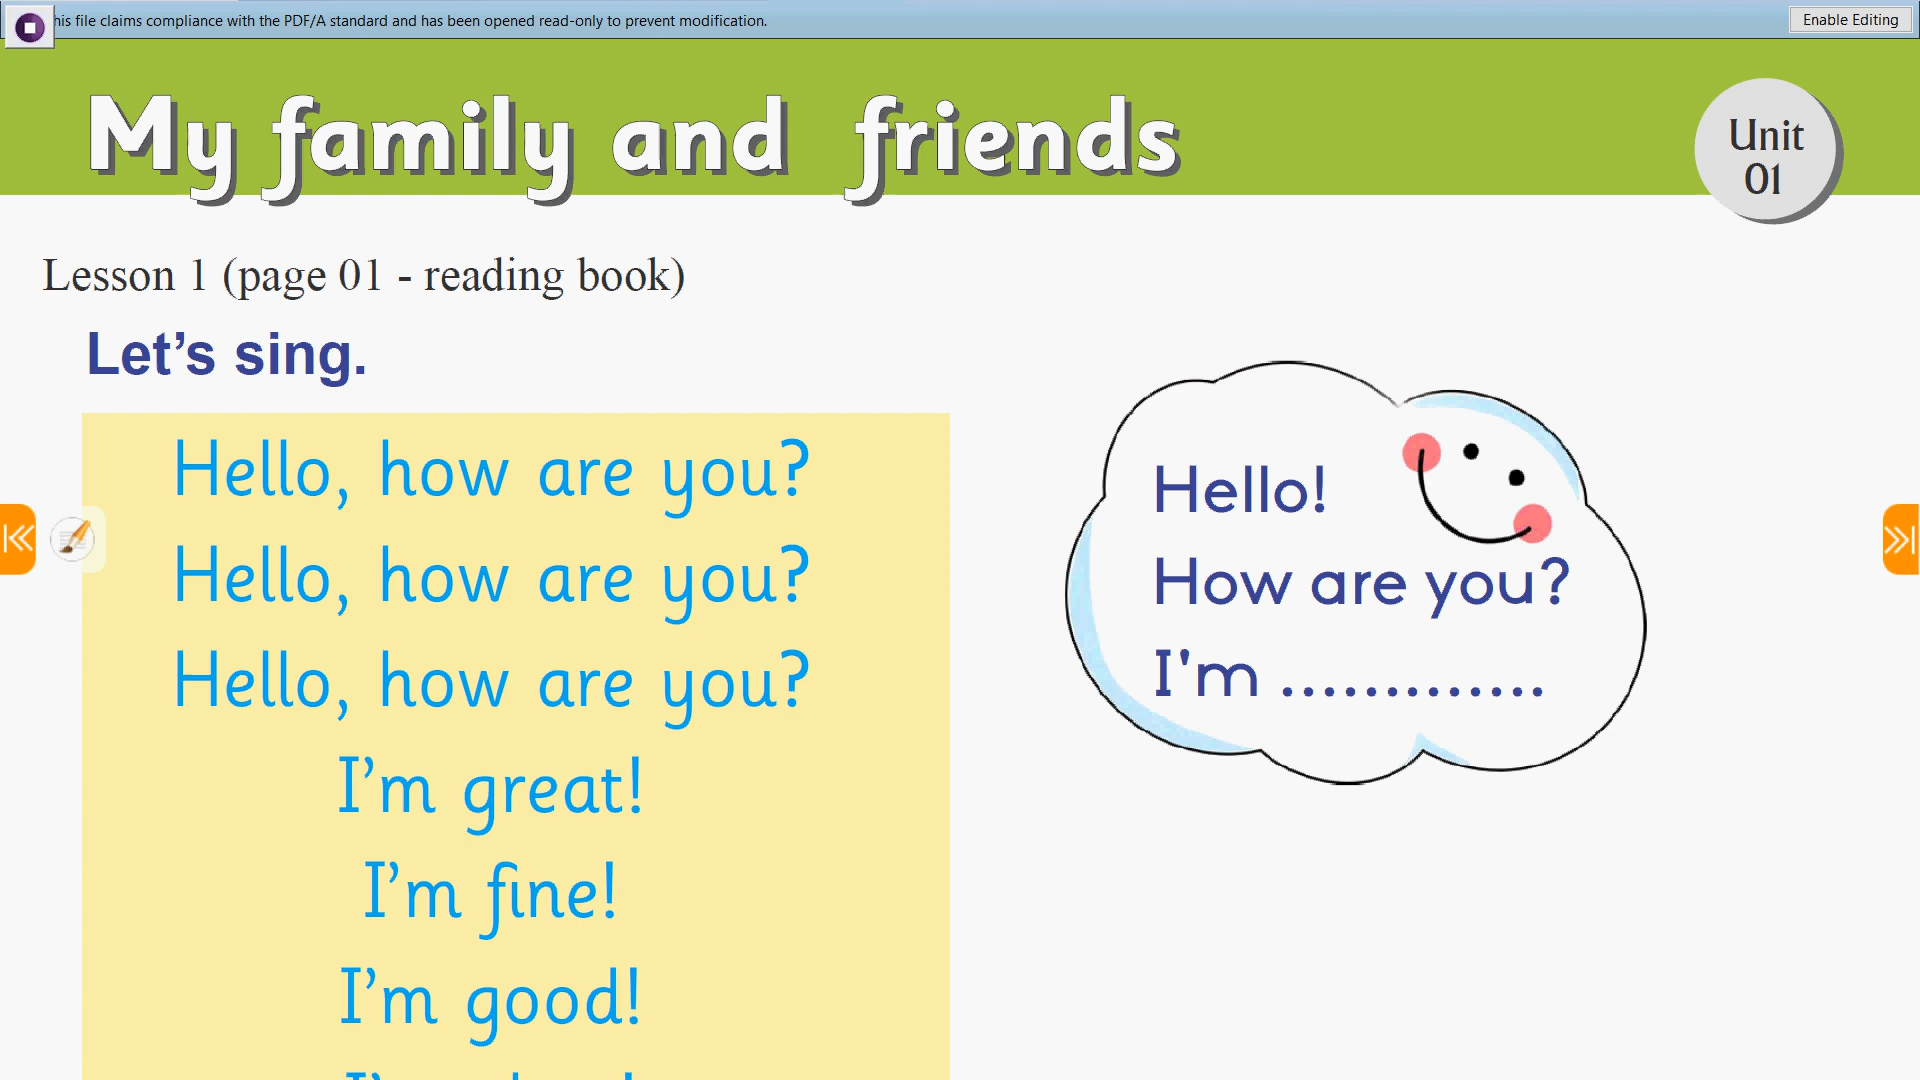 his file claims compliance with the PDF/A standard and has been opened read-only to prevent modification.
Enable Editing
My family and friends
Unit
01
Lesson 1 (page 01 - reading book)
Let's sing.
Hello, how are you?
Hello, how are you?
Hello, how are you?
I'm great!
I'm fine!
I'm good!
Hello!
How are you?
I'm .............